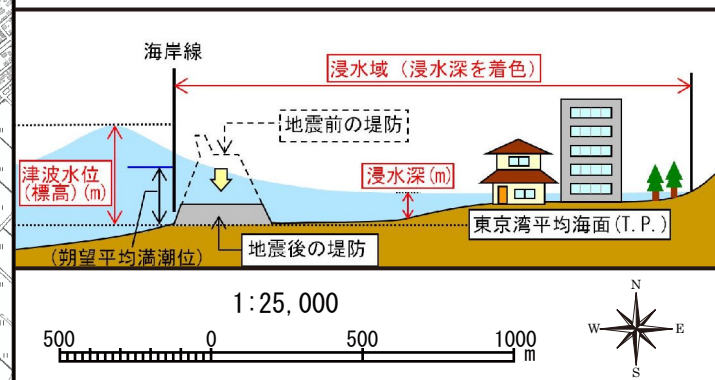 海岸線
浸水域 (浸水深を着色)
地震前の堤防
津波水位
(標高)(m)
浸水深(m)
東京湾平均海面(T.P.)
(朔望平均満潮位)
地震後の堤防
1:25,000
500 0 500 1000
m
N
W E
S